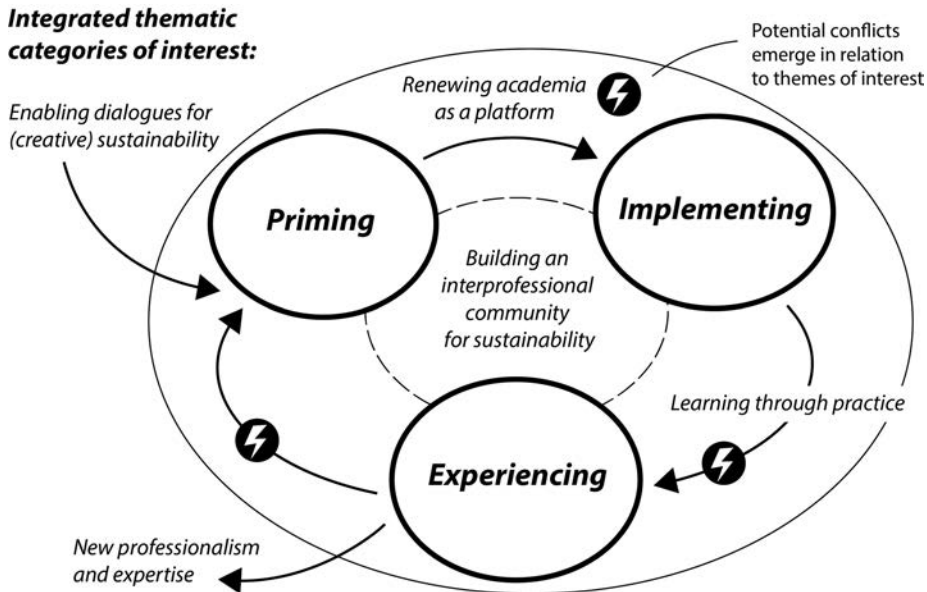 Integrated thematic
categories of interest:
Potential conflicts
emerge in relation
to themes of interest
Enabling dialogues for
(creative) sustainability
Renewing academia
as a platform
Priming
Implementing
Building an
interprofessional
community
for sustainability
Learning through practice
Experiencing
New professionalism
and expertise